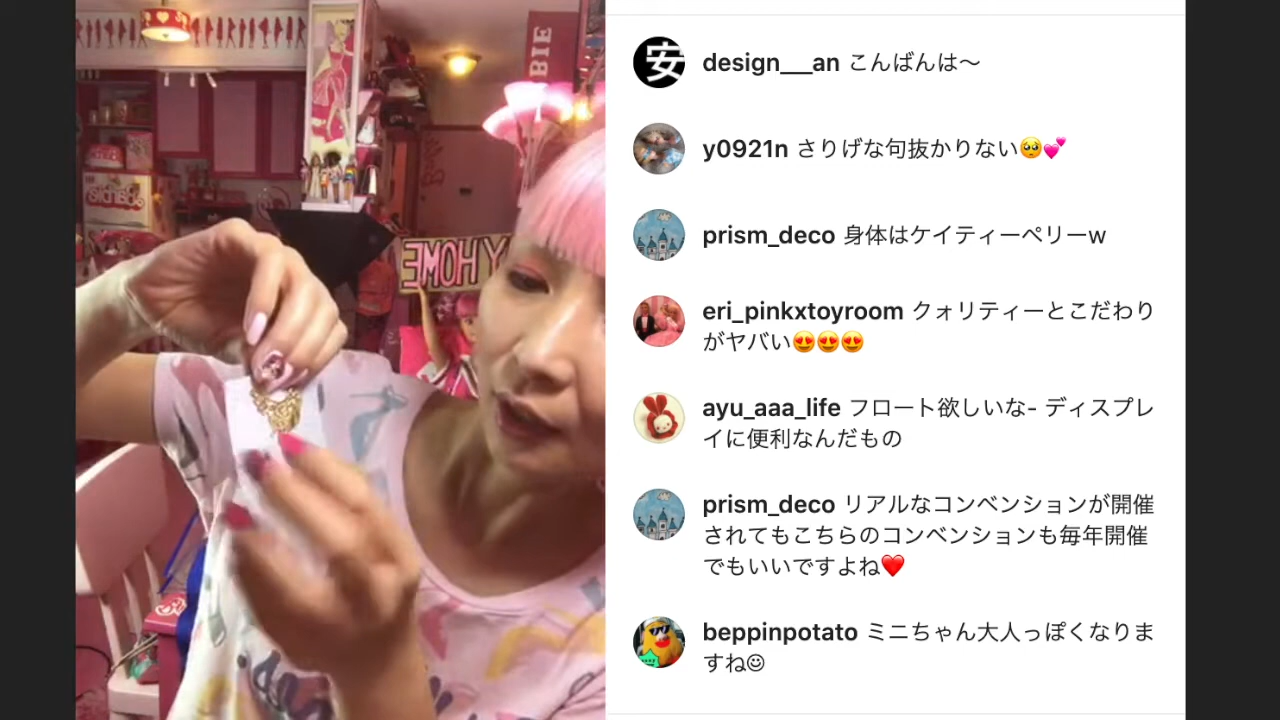 BIE
MY HOME
design___an こんばんは〜
y0921n さりげな句抜かりない🥺💕
prism_deco 身体はケイティーペリーw
eri_pinkxtoyroom クォリティーとこだわり
がヤバい😍😍😍
ayu_aaa_life フロート欲しいな- ディスプレ
イに便利なんだもの
prism_deco リアルなコンベンションが開催
されてもこちらのコンベンションも毎年開催
でもいいですよね❤️
beppinpotato ミニちゃん大人っぽくなりま
すね☺
安